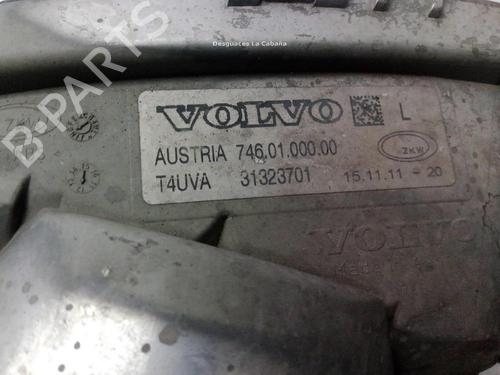 Desguaces La Cabaña
B-PARTS
VOLVO L
AUSTRIA 746.01.000.00 ZKW
T4UVA 31323701 15.11.11 - 20
VOLVO